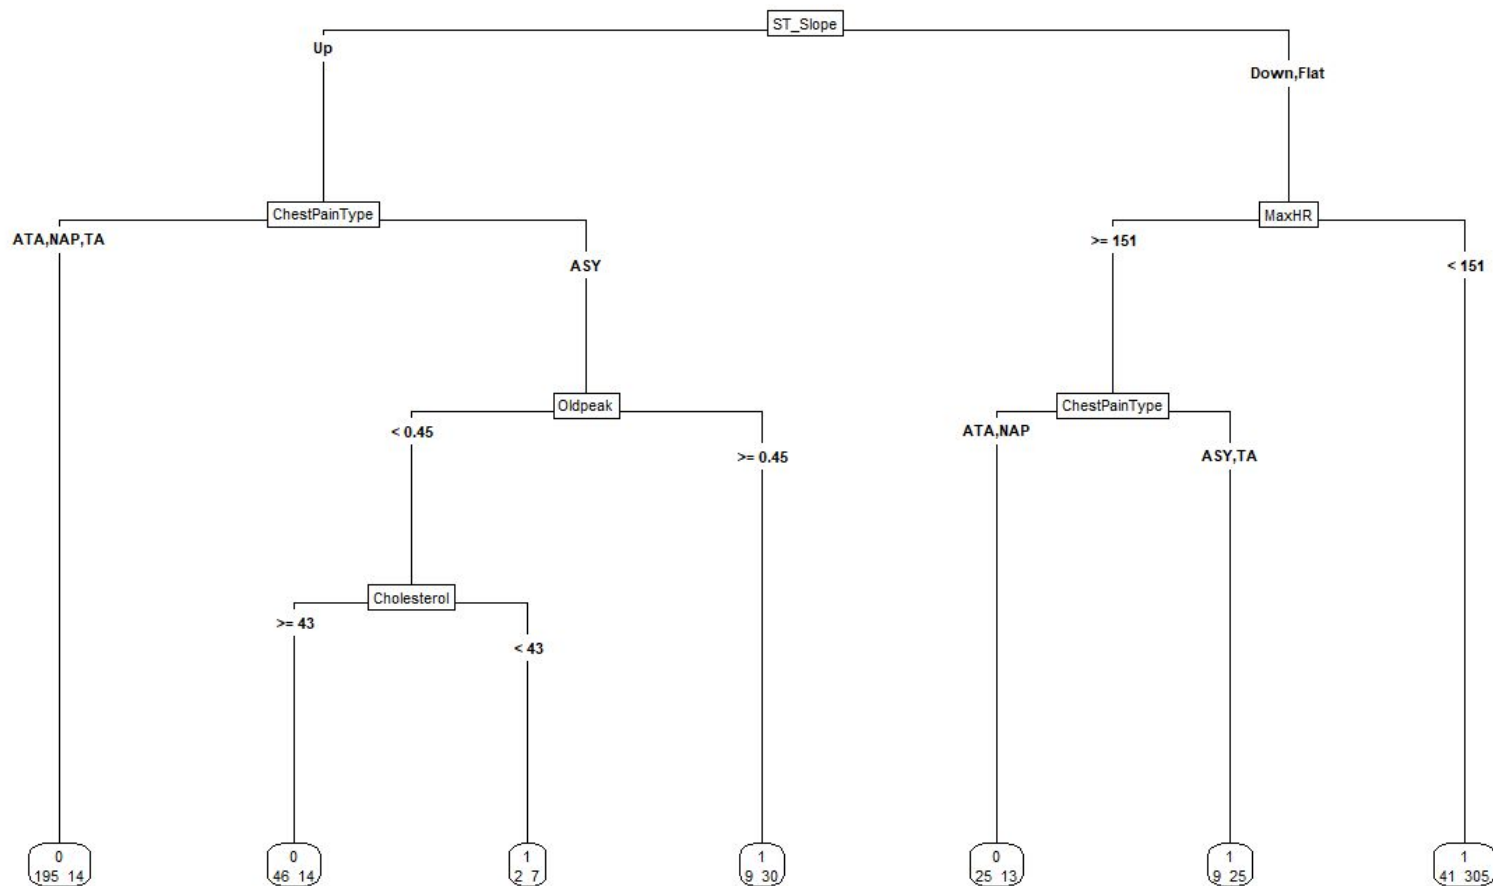 ST_Slope
Up
Down,Flat
ChestPainType
MaxHR
ATA,NAP,TA
ASY
>= 151
< 151
Oldpeak
ChestPainType
< 0.45
>= 0.45
ATA,NAP
ASY,TA
Cholesterol
>= 43
< 43
0
195 14
0
46 14
1
2 7
1
9 30
0
25 13
1
9 25
1
41 305